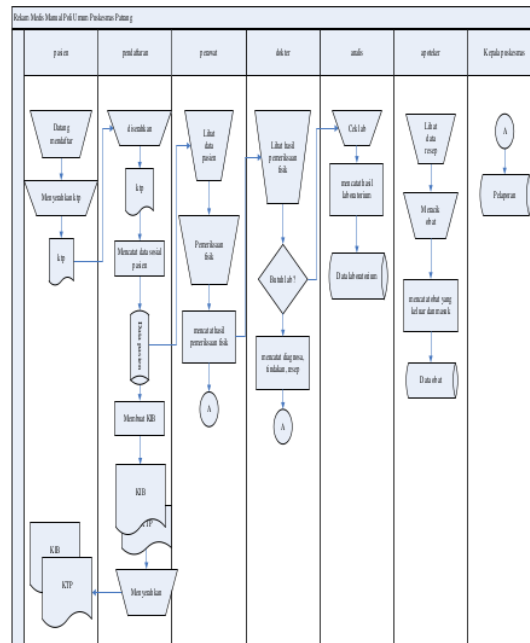 Rekam Medis Manual Poli Umum Puskesmas Patrang
pasien
pendaftaran
perawat
dokter
analis
apoteker
Kepala puskesmas
Datang
mendaftar
Menyerahkan ktp
ktp
diserahkan
ktp
Mencatat data sosial
pasien
Data pasien
Membuat KIB
KIB
KTP
Menyerahkan
KIB
KTP
Lihat
data
pasien
Pemeriksaan
fisik
mencatat hasil
pemeriksaan fisik
A
Lihat hasil
pemeriksaan
fisik
Butuh lab ?
mencatat diagnosa,
tindakan, resep
A
Cek lab
mencatat hasil
laboratorium
Data laboratorium
Lihat
data
resep
Meracik
obat
mencatat obat yang
keluar dan masuk
Data obat
A
Pelaporan